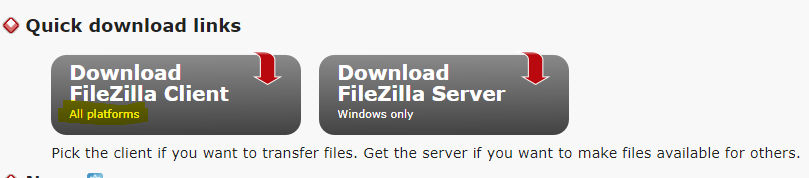 Quick download links
Download
FileZilla Client
All platforms
Download
FileZilla Server
Windows only
Pick the client if you want to transfer files. Get the server if you want to make files available for others.